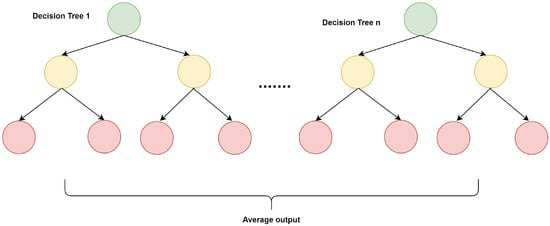 Decision Tree 1
Decision Tree n
.......
Average output